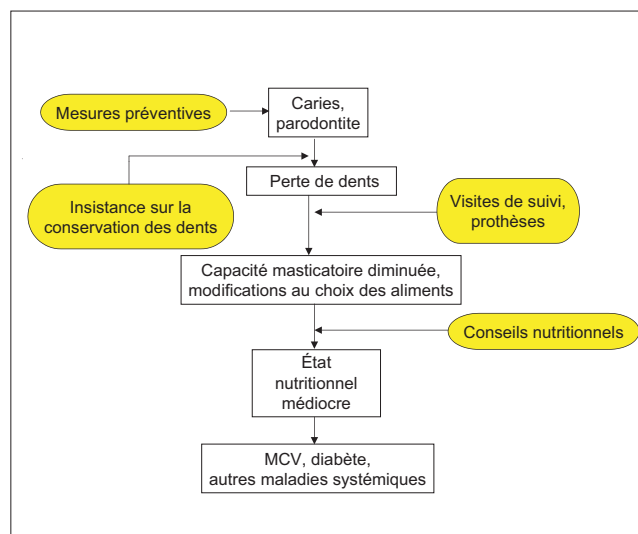 Mesures préventives
Caries,
parodontite
Perte de dents
Insistance sur la
conservation des dents
Visites de suivi,
prothèses
Capacité masticatoire diminuée,
modifications au choix des aliments
Conseils nutritionnels
État
nutritionnel
médiocre
MCV, diabète,
autres maladies systémiques